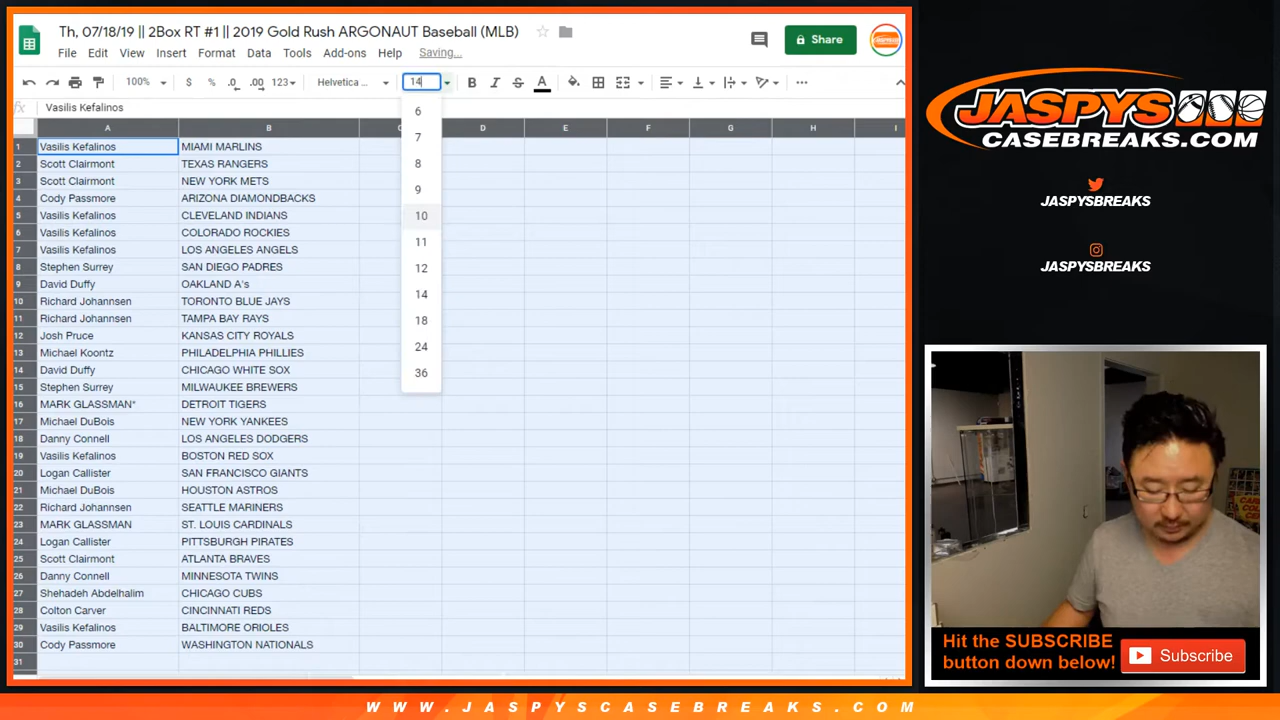 Th, 07/18/19 || 2Box RT #1 || 2019 Gold Rush ARGONAUT Baseball (MLB)
Share
File Edit View Insert Format Data Tools Add-ons Help Saving...
100% $ % .0 .00 123 Helvetica ... 14 B I S A
fx Vasilis Kefalinos
A B C D E F G H I
1 Vasilis Kefalinos MIAMI MARLINS
2 Scott Clairmont TEXAS RANGERS
3 Scott Clairmont NEW YORK METS
4 Cody Passmore ARIZONA DIAMONDBACKS
5 Vasilis Kefalinos CLEVELAND INDIANS
6 Vasilis Kefalinos COLORADO ROCKIES
7 Vasilis Kefalinos LOS ANGELES ANGELS
8 Stephen Surrey SAN DIEGO PADRES
9 David Duffy OAKLAND A's
10 Richard Johannsen TORONTO BLUE JAYS
11 Richard Johannsen TAMPA BAY RAYS
12 Josh Pruce KANSAS CITY ROYALS
13 Michael Koontz PHILADELPHIA PHILLIES
14 David Duffy CHICAGO WHITE SOX
15 Stephen Surrey MILWAUKEE BREWERS
16 MARK GLASSMAN* DETROIT TIGERS
17 Michael DuBois NEW YORK YANKEES
18 Danny Connell LOS ANGELES DODGERS
19 Vasilis Kefalinos BOSTON RED SOX
20 Logan Callister SAN FRANCISCO GIANTS
21 Michael DuBois HOUSTON ASTROS
22 Richard Johannsen SEATTLE MARINERS
23 MARK GLASSMAN ST. LOUIS CARDINALS
24 Logan Callister PITTSBURGH PIRATES
25 Scott Clairmont ATLANTA BRAVES
26 Danny Connell MINNESOTA TWINS
27 Shehadeh Abdelhalim CHICAGO CUBS
28 Colton Carver CINCINNATI REDS
29 Vasilis Kefalinos BALTIMORE ORIOLES
30 Cody Passmore WASHINGTON NATIONALS
31
6
7
8
9
10
11
12
14
18
24
36
JASPYS
CASEBREAKS.COM
JASPYSBREAKS
JASPYSBREAKS
Hit the SUBSCRIBE
button down below!
Subscribe
WWW.JASPYSCASEBREAKS.COM